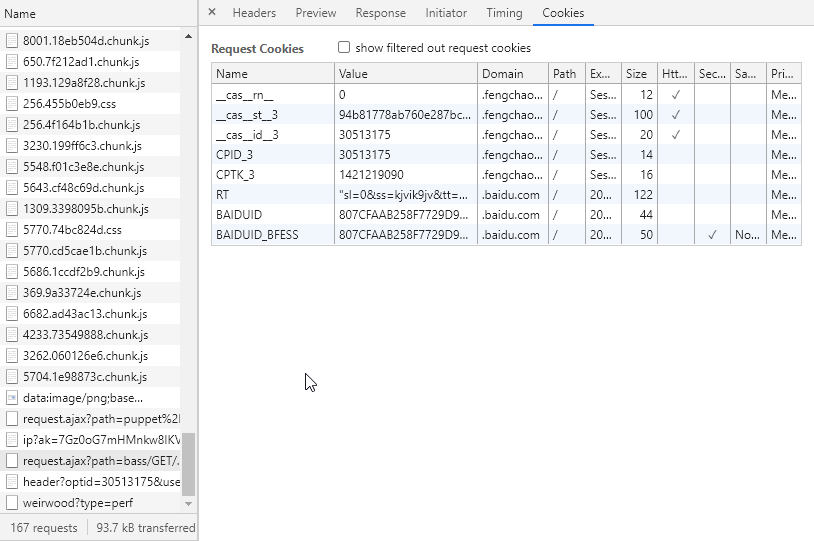 Name
8001.18eb504d.chunk.js
650.7f212ad1.chunk.js
1193.129a8f28.chunk.js
256.455b0eb9.css
256.4f164b1b.chunk.js
3230.199ff6c3.chunk.js
5548.f01c3e8e.chunk.js
5643.cf48c69d.chunk.js
1309.3398095b.chunk.js
5770.74bc824d.css
5770.cd5cae1b.chunk.js
5686.1ccdf2b9.chunk.js
369.9a33724e.chunk.js
6682.ad43ac13.chunk.js
4233.73549888.chunk.js
3262.060126e6.chunk.js
5704.1e98873c.chunk.js
data:image/png;base...
request.ajax?path=puppet%2
ip?ak=7Gz0oG7mHMnkw8IKV
request.ajax?path=bass/GET/.
header?optid=30513175&use
weirwood?type=perf
167 requests 93.7 kB transferred
× Headers Preview Response Initiator Timing Cookies
Request Cookies show filtered out request cookies
Name Value Domain Path Ex... Size Htt... Sec... Sa... Pri...
__cas__rn__ 0 .fengchao... / Ses... 12 ✓ Me...
__cas__st__3 94b81778ab760e287bc... .fengchao... / Ses... 100 ✓ Me...
__cas__id__3 30513175 .fengchao... / Ses... 20 ✓ Me...
CPID_3 30513175 .fengchao... / Ses... 14 Me...
CPTK_3 1421219090 .fengchao... / Ses... 16 Me...
RT "sl=0&ss=kjvik9jv&tt=... .baidu.com / 20... 122 Me...
BAIDUID 807CFAAB258F7729D9... .baidu.com / 20... 44 Me...
BAIDUID_BFESS 807CFAAB258F7729D9... .baidu.com / 20... 50 ✓ No... Me...